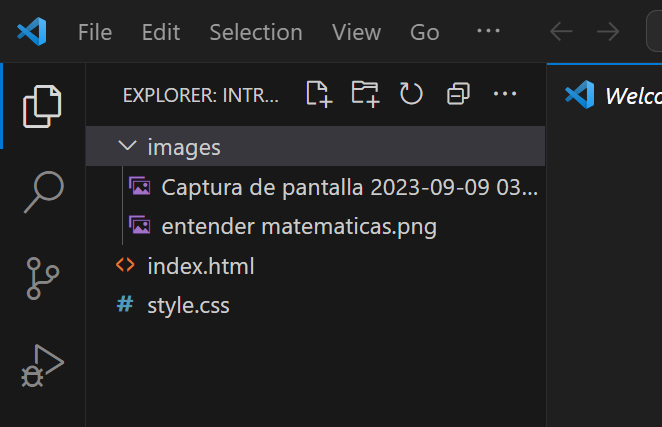 File Edit Selection View Go ...
EXPLORER: INTR...
Welco
images
Captura de pantalla 2023-09-09 03...
entender matematicas.png
<> index.html
# style.css